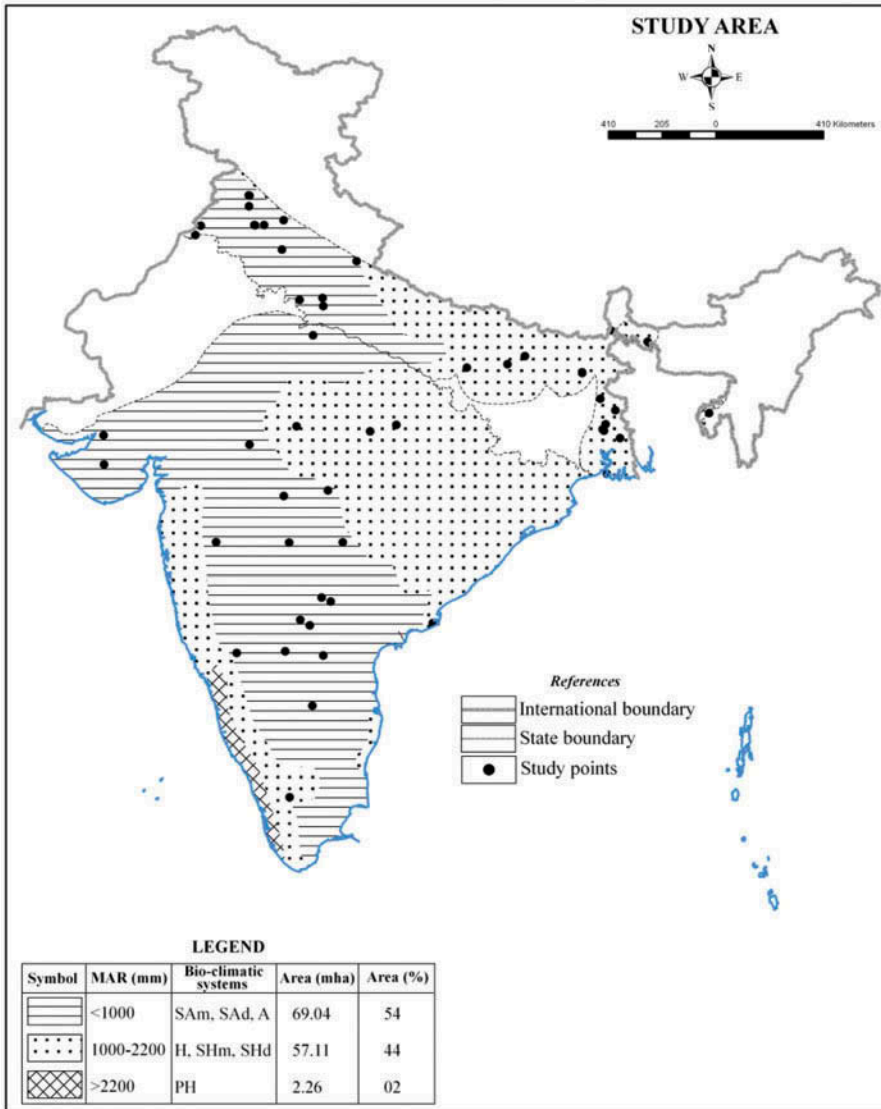 STUDY AREA
N
W E
S
410 205 0 410 Kilometers
References
International boundary
State boundary
Study points
LEGEND
Symbol MAR (mm) Bio-climatic systems Area (mha) Area (%)
<1000 SAm, SAd, A 69.04 54
1000-2200 H, SHm, SHd 57.11 44
>2200 PH 2.26 02